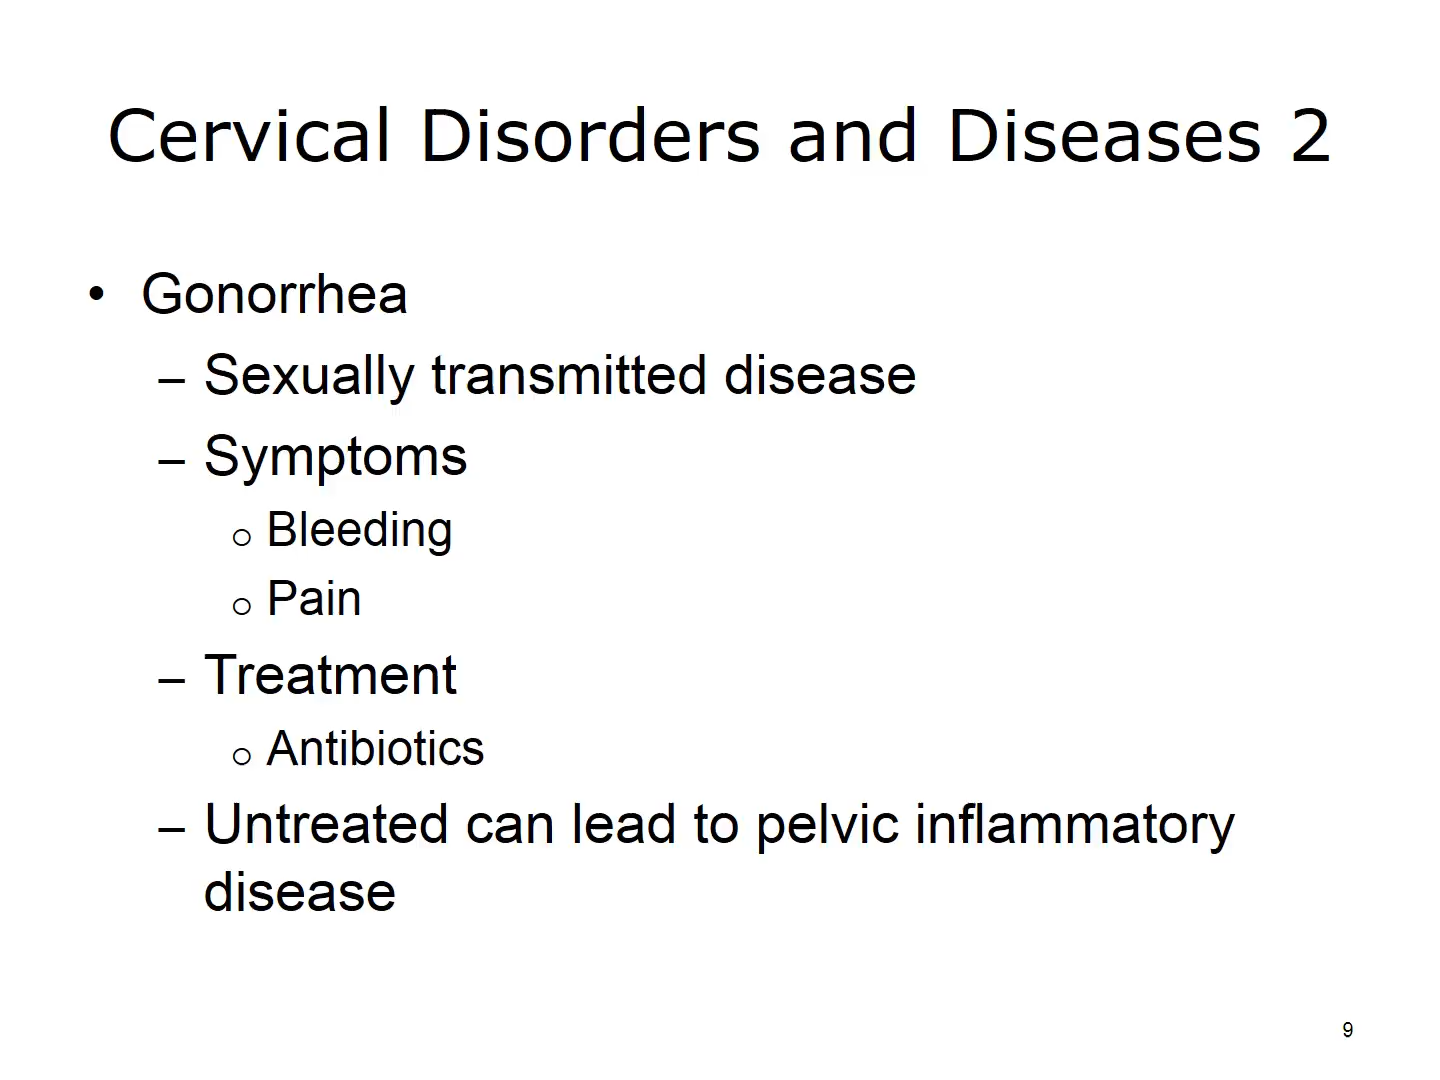 Cervical Disorders and Diseases 2
• Gonorrhea
– Sexually transmitted disease
– Symptoms
○ Bleeding
○ Pain
– Treatment
○ Antibiotics
– Untreated can lead to pelvic inflammatory
disease
9